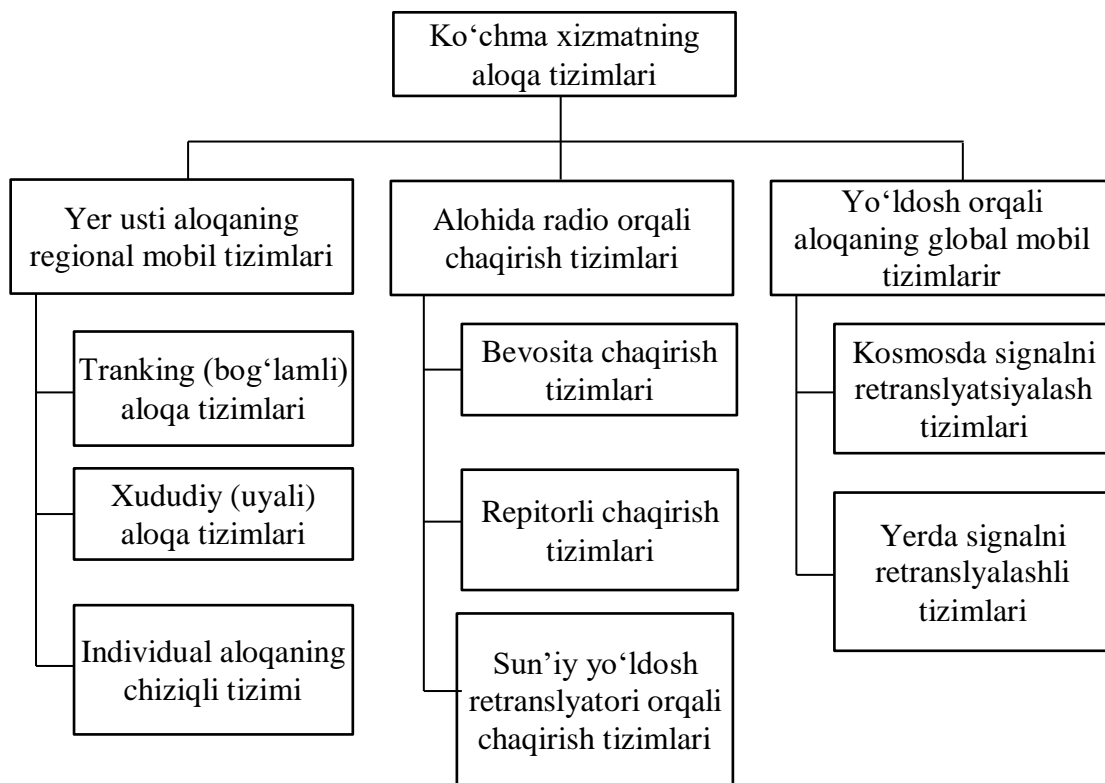 Ko‘chma xizmatning
aloqa tizimlari
Yer usti aloqaning
regional mobil tizimlari
Tranking (bog‘lamli)
aloqa tizimlari
Xududiy (uyali)
aloqa tizimlari
Individual aloqaning
chiziqli tizimi
Alohida radio orqali
chaqirish tizimlari
Bevosita chaqirish
tizimlari
Repitorli chaqirish
tizimlari
Sun’iy yo‘ldosh
retranslyatori orqali
chaqirish tizimlari
Yo‘ldosh orqali
aloqaning global mobil
tizimlarir
Kosmosda signalni
retranslyatsiyalash
tizimlari
Yerda signalni
retranslyalashli
tizimlari